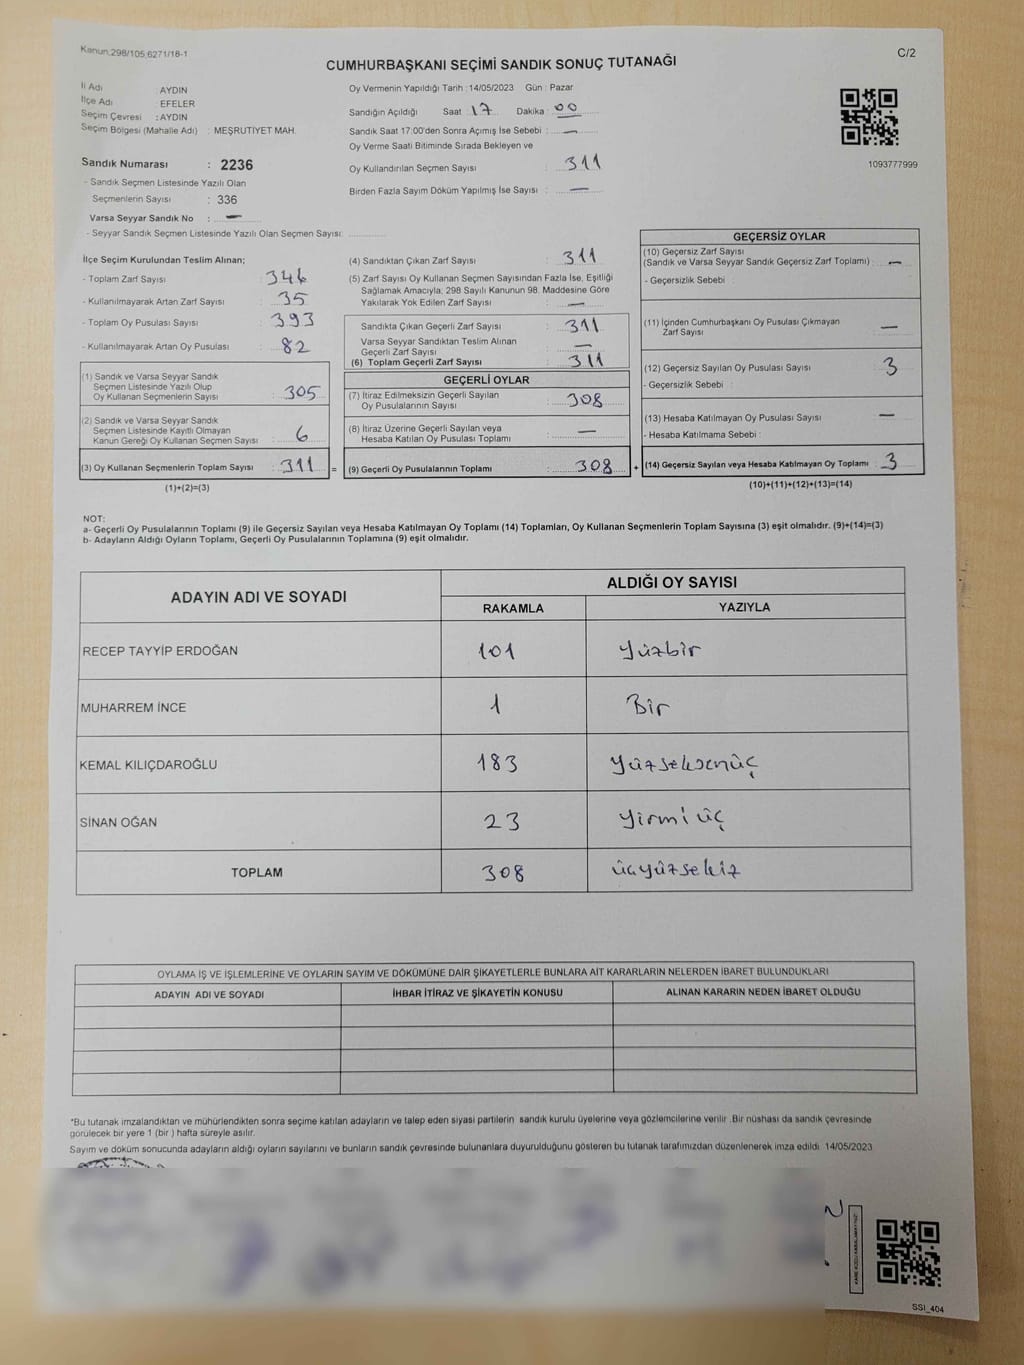 Kanun:298/105,6271/18-1
C/2
CUMHURBAŞKANI SEÇİMİ SANDIK SONUÇ TUTANAĞI
İl Adı : AYDIN
İlçe Adı : EFELER
Seçim Çevresi : AYDIN
Seçim Bölgesi (Mahalle Adı) : MEŞRUTİYET MAH.
Sandık Numarası : 2236
- Sandık Seçmen Listesinde Yazılı Olan
Seçmenlerin Sayısı : 336
Varsa Seyyar Sandık No : —
- Seyyar Sandık Seçmen Listesinde Yazılı Olan Seçmen Sayısı:
Oy Vermenin Yapıldığı Tarih : 14/05/2023 Gün : Pazar
Sandığın Açıldığı Saat : 17 Dakika : 00
Sandık Saat 17:00'den Sonra Açımış İse Sebebi : —
Oy Verme Saati Bitiminde Sırada Bekleyen ve
Oy Kullandırılan Seçmen Sayısı : 311
Birden Fazla Sayım Döküm Yapılmış İse Sayısı : —
1093777999
İlçe Seçim Kurulundan Teslim Alınan;
- Toplam Zarf Sayısı : 346
- Kullanılmayarak Artan Zarf Sayısı : 35
- Toplam Oy Pusulası Sayısı : 393
- Kullanılmayarak Artan Oy Pusulası : 82
(1) Sandık ve Varsa Seyyar Sandık
Seçmen Listesinde Yazılı Olup
Oy Kullanan Seçmenlerin Sayısı : 305
(2) Sandık ve Varsa Seyyar Sandık
Seçmen Listesinde Kayıtlı Olmayan
Kanun Gereği Oy Kullanan Seçmen Sayısı : 6
(3) Oy Kullanan Seçmenlerin Toplam Sayısı : 311 =
(1)+(2)=(3)
(4) Sandıktan Çıkan Zarf Sayısı : 311
(5) Zarf Sayısı Oy Kullanan Seçmen Sayısından Fazla İse, Eşitliği
Sağlamak Amacıyla, 298 Sayılı Kanunun 98. Maddesine Göre
Yakılarak Yok Edilen Zarf Sayısı : —
Sandıkta Çıkan Geçerli Zarf Sayısı : 311
Varsa Seyyar Sandıktan Teslim Alınan
Geçerli Zarf Sayısı : —
(6) Toplam Geçerli Zarf Sayısı : 311
GEÇERLİ OYLAR
(7) İtiraz Edilmeksizin Geçerli Sayılan
Oy Pusulalarının Sayısı : 308
(8) İtiraz Üzerine Geçerli Sayılan veya
Hesaba Katılan Oy Pusulası Toplamı : —
(9) Geçerli Oy Pusulalarının Toplamı : 308 +
GEÇERSİZ OYLAR
(10) Geçersiz Zarf Sayısı
(Sandık ve Varsa Seyyar Sandık Geçersiz Zarf Toplamı) : —
- Geçersizlik Sebebi :
(11) İçinden Cumhurbaşkanı Oy Pusulası Çıkmayan
Zarf Sayısı : —
(12) Geçersiz Sayılan Oy Pusulası Sayısı : 3
- Geçersizlik Sebebi :
(13) Hesaba Katılmayan Oy Pusulası Sayısı : —
- Hesaba Katılmama Sebebi :
(14) Geçersiz Sayılan veya Hesaba Katılmayan Oy Toplamı : 3
(10)+(11)+(12)+(13)=(14)
NOT:
a- Geçerli Oy Pusulalarının Toplamı (9) ile Geçersiz Sayılan veya Hesaba Katılmayan Oy Toplamı (14) Toplamları, Oy Kullanan Seçmenlerin Toplam Sayısına (3) eşit olmalıdır. (9)+(14)=(3)
b- Adayların Aldığı Oyların Toplamı, Geçerli Oy Pusulalarının Toplamına (9) eşit olmalıdır.
ADAYIN ADI VE SOYADI
ALDIĞI OY SAYISI
RAKAMLA YAZIYLA
RECEP TAYYİP ERDOĞAN 101 Yüzbir
MUHARREM İNCE 1 Bir
KEMAL KILIÇDAROĞLU 183 Yüzseksenüç
SİNAN OĞAN 23 Yirmi üç
TOPLAM 308 üçyüzsekiz
OYLAMA İŞ VE İŞLEMLERİNE VE OYLARIN SAYIM VE DÖKÜMÜNE DAİR ŞİKAYETLERLE BUNLARA AİT KARARLARIN NELERDEN İBARET BULUNDUKLARI
ADAYIN ADI VE SOYADI İHBAR İTİRAZ VE ŞİKAYETİN KONUSU ALINAN KARARIN NEDEN İBARET OLDUĞU
*Bu tutanak imzalandıktan ve mühürlendikten sonra seçime katılan adayların ve talep eden siyasi partilerin sandık kurulu üyelerine veya gözlemcilerine verilir. Bir nüshası da sandık çevresinde
görülecek bir yere 1 (bir) hafta süreyle asılır.
Sayım ve döküm sonucunda adayların aldığı oyların sayılarını ve bunların sandık çevresinde bulunanlara duyurulduğunu gösteren bu tutanak tarafımızdan düzenlenerek imza edildi. 14/05/2023
SSI_404